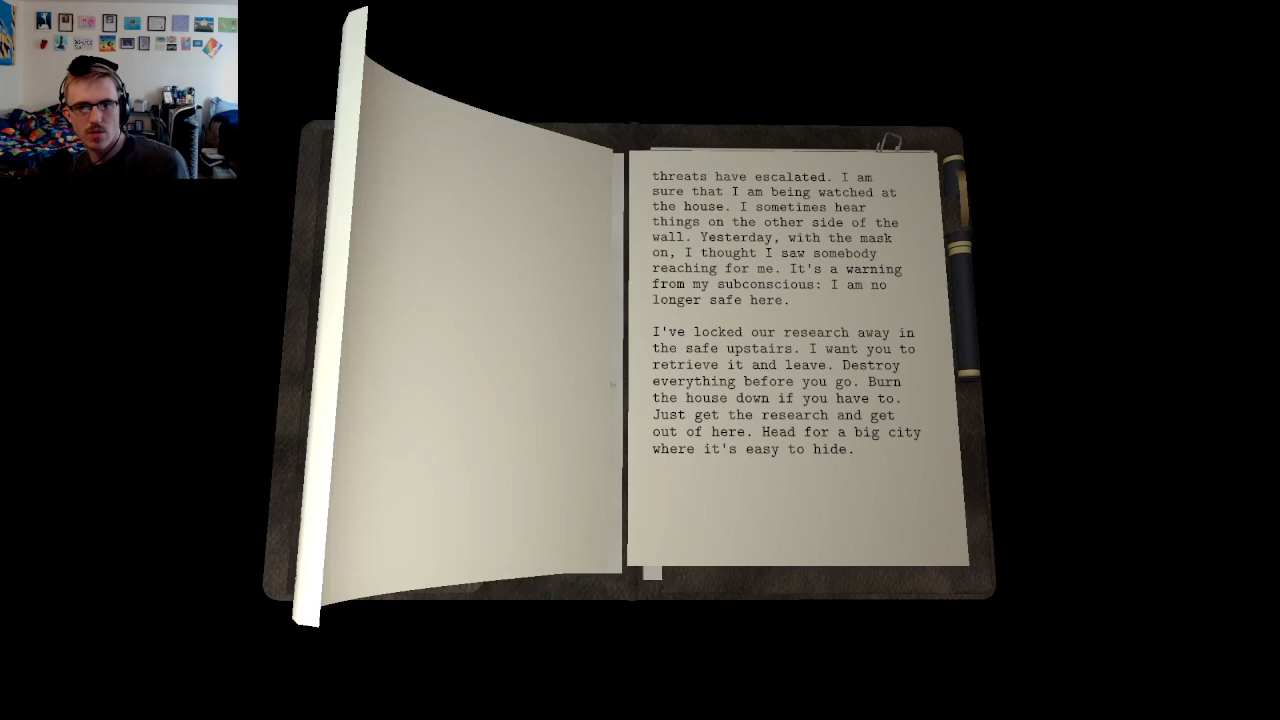 threats have escalated. I am
sure that I am being watched at
the house. I sometimes hear
things on the other side of the
wall. Yesterday, with the mask
on, I thought I saw somebody
reaching for me. It's a warning
from my subconscious: I am no
longer safe here.
I've locked our research away in
the safe upstairs. I want you to
retrieve it and leave. Destroy
everything before you go. Burn
the house down if you have to.
Just get the research and get
out of here. Head for a big city
where it's easy to hide.